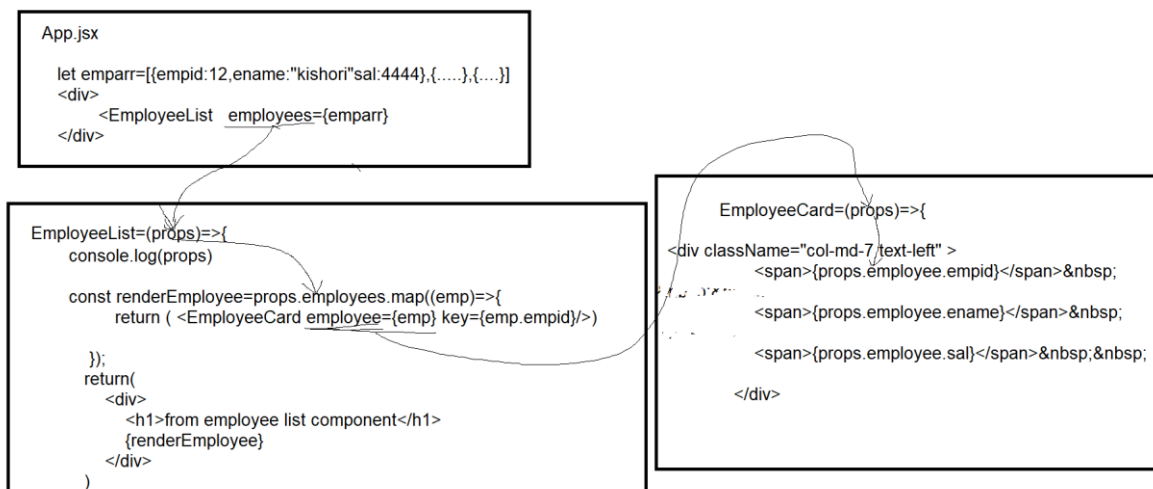 App.jsx
let emparr=[{empid:12,ename:"kishori"sal:4444},{.....},{....}]
<div>
<EmployeeList employees={emparr}
</div>
EmployeeList=(props)=>{
console.log(props)
const renderEmployee=props.employees.map((emp)=>{
return ( <EmployeeCard employee={emp} key={emp.empid}/>)
});
return(
<div>
<h1>from employee list component</h1>
{renderEmployee}
</div>
)
EmployeeCard=(props)=>{
<div className="col-md-7 text-left" >
<span>{props.employee.empid}</span>&nbsp;
<span>{props.employee.ename}</span>&nbsp;
<span>{props.employee.sal}</span>&nbsp;&nbsp;
</div>